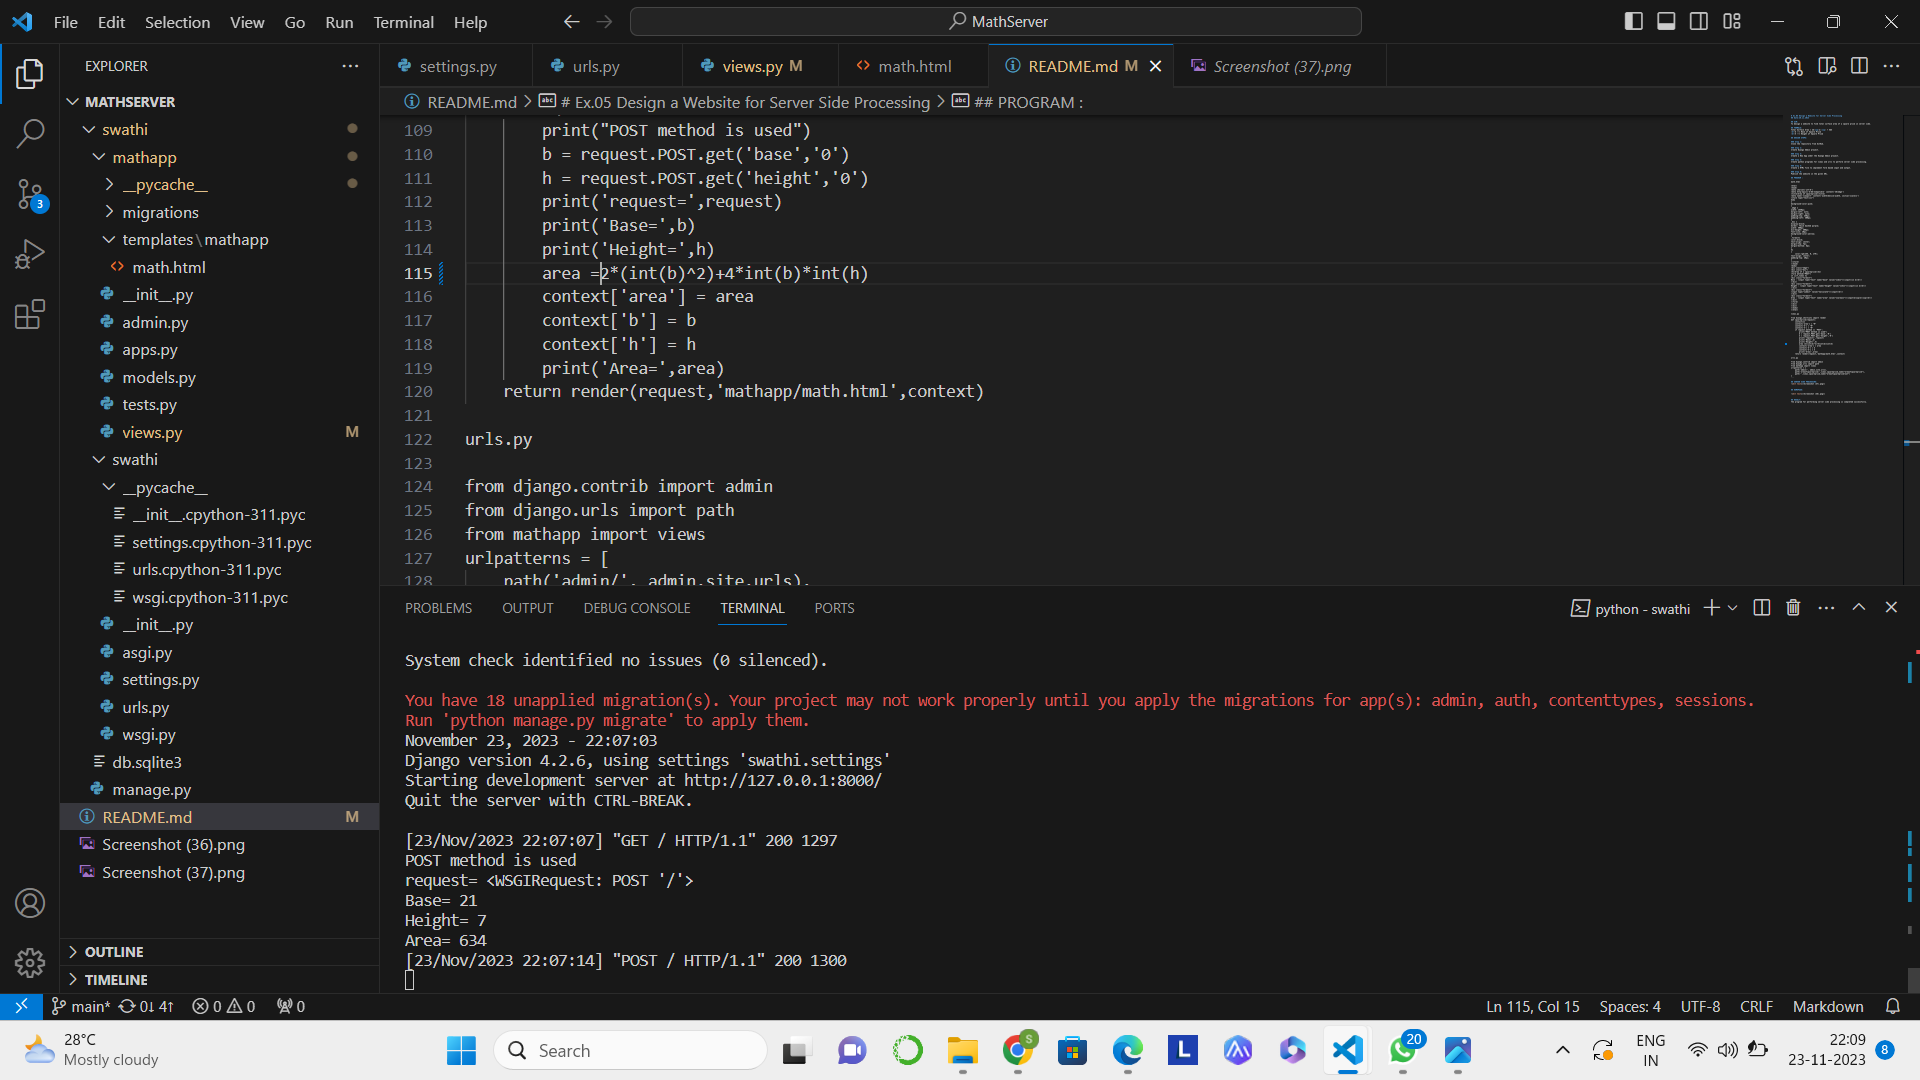 File Edit Selection View Go Run Terminal Help
MathServer
EXPLORER
MATHSERVER
swathi
mathapp
__pycache__
migrations
templates\mathapp
math.html
__init__.py
admin.py
apps.py
models.py
tests.py
views.py M
swathi
__pycache__
__init__.cpython-311.pyc
settings.cpython-311.pyc
urls.cpython-311.pyc
wsgi.cpython-311.pyc
__init__.py
asgi.py
settings.py
urls.py
wsgi.py
db.sqlite3
manage.py
README.md M
Screenshot (36).png
Screenshot (37).png
OUTLINE
TIMELINE
3
settings.py urls.py views.py M math.html README.md M Screenshot (37).png
README.md > # Ex.05 Design a Website for Server Side Processing > ## PROGRAM :
109 print("POST method is used")
110 b = request.POST.get('base','0')
111 h = request.POST.get('height','0')
112 print('request=',request)
113 print('Base=',b)
114 print('Height=',h)
115 area =2*(int(b)^2)+4*int(b)*int(h)
116 context['area'] = area
117 context['b'] = b
118 context['h'] = h
119 print('Area=',area)
120 return render(request,'mathapp/math.html',context)
121
122 urls.py
123
124 from django.contrib import admin
125 from django.urls import path
126 from mathapp import views
127 urlpatterns = [
128 path('admin/', admin.site.urls),
PROBLEMS OUTPUT DEBUG CONSOLE TERMINAL PORTS
python - swathi
System check identified no issues (0 silenced).
You have 18 unapplied migration(s). Your project may not work properly until you apply the migrations for app(s): admin, auth, contenttypes, sessions.
Run 'python manage.py migrate' to apply them.
November 23, 2023 - 22:07:03
Django version 4.2.6, using settings 'swathi.settings'
Starting development server at http://127.0.0.1:8000/
Quit the server with CTRL-BREAK.
[23/Nov/2023 22:07:07] "GET / HTTP/1.1" 200 1297
POST method is used
request= <WSGIRequest: POST '/'>
Base= 21
Height= 7
Area= 634
[23/Nov/2023 22:07:14] "POST / HTTP/1.1" 200 1300
main* 0↓ 4↑ 0 0 0
Ln 115, Col 15 Spaces: 4 UTF-8 CRLF Markdown
28°C
Mostly cloudy
Search
S
L
20
ENG
IN
22:09
23-11-2023
8